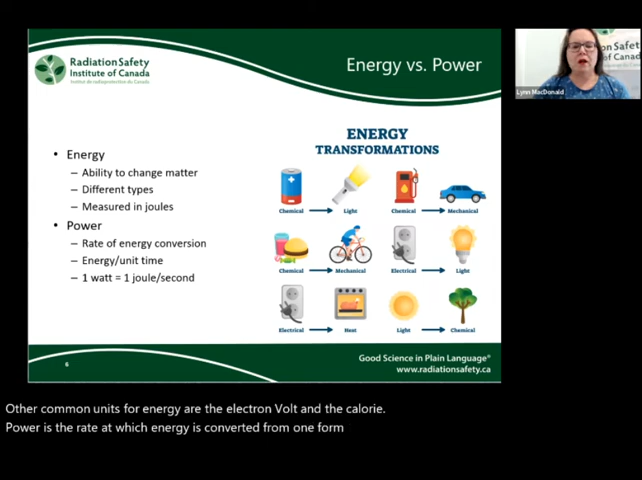 Radiation Safety
Institute of Canada
Institut de radioprotection du Canada
Energy vs. Power
on Safety
of Canada
Lynn MacDonald
• Energy
– Ability to change matter
– Different types
– Measured in joules
• Power
– Rate of energy conversion
– Energy/unit time
– 1 watt = 1 joule/second
ENERGY
TRANSFORMATIONS
Chemical Light Chemical Mechanical
Chemical Mechanical Electrical Light
Electrical Heat Light Chemical
6
Good Science in Plain Language®
www.radiationsafety.ca
Other common units for energy are the electron Volt and the calorie.
Power is the rate at which energy is converted from one form